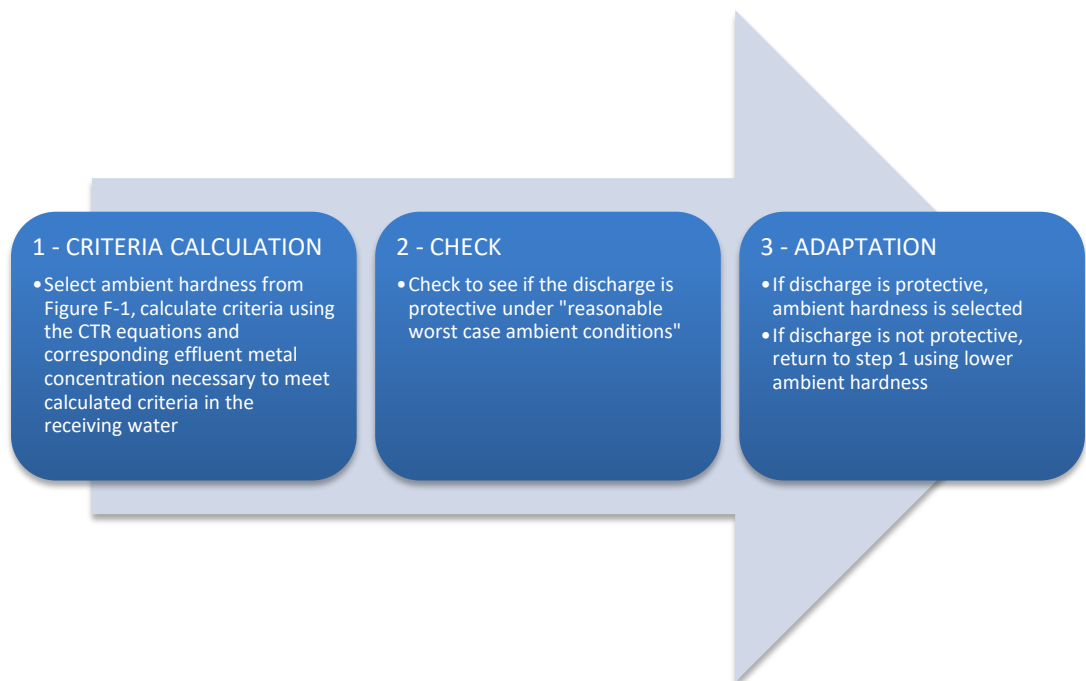 1 - CRITERIA CALCULATION
•Select ambient hardness from
Figure F-1, calculate criteria using
the CTR equations and
corresponding effluent metal
concentration necessary to meet
calculated criteria in the
receiving water
2 - CHECK
•Check to see if the discharge is
protective under "reasonable
worst case ambient conditions"
3 - ADAPTATION
•If discharge is protective,
ambient hardness is selected
•If discharge is not protective,
return to step 1 using lower
ambient hardness